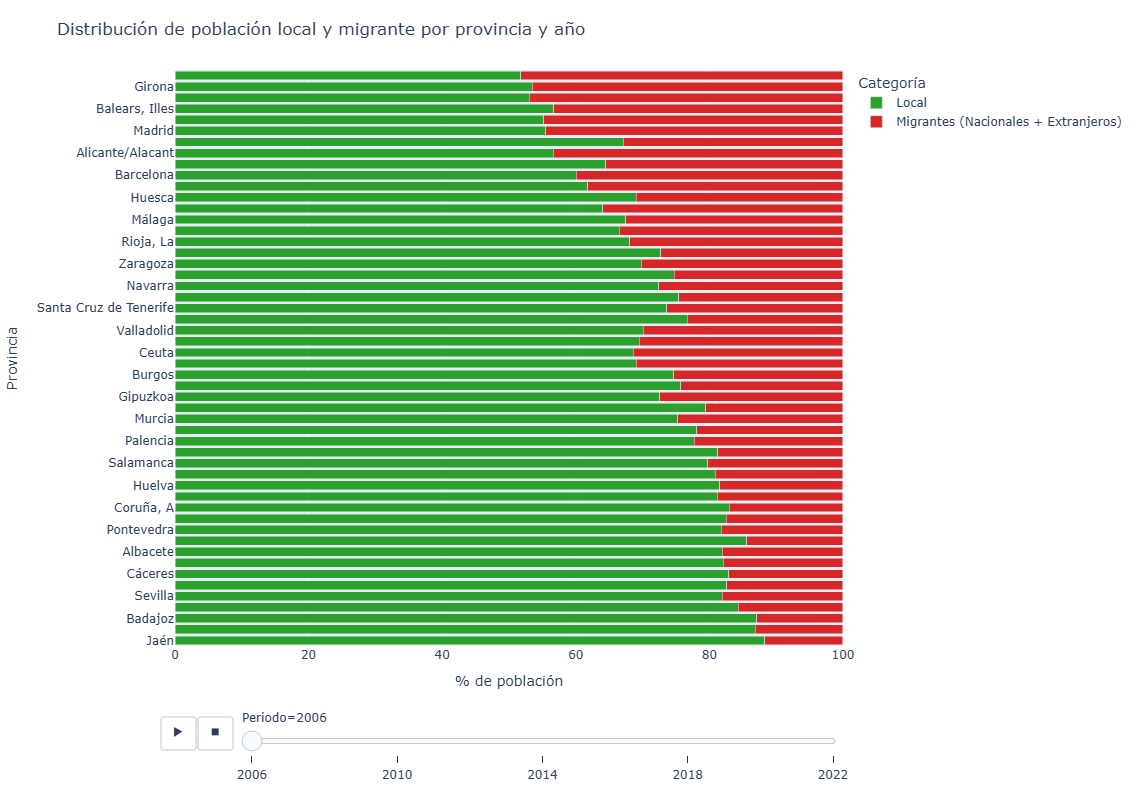 Distribución de población local y migrante por provincia y año
Categoría
Local
Migrantes (Nacionales + Extranjeros)
Provincia
Girona
Balears, Illes
Madrid
Alicante/Alacant
Barcelona
Huesca
Málaga
Rioja, La
Zaragoza
Navarra
Santa Cruz de Tenerife
Valladolid
Ceuta
Burgos
Gipuzkoa
Murcia
Palencia
Salamanca
Huelva
Coruña, A
Pontevedra
Albacete
Cáceres
Sevilla
Badajoz
Jaén
0 20 40 60 80 100
% de población
Periodo=2006
2006 2010 2014 2018 2022